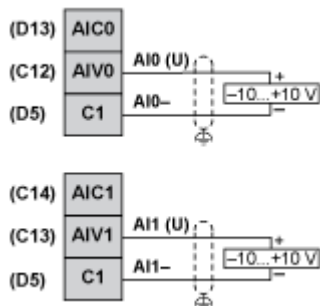 (D13) AIC0
(C12) AIV0 AI0 (U) +
–10...+10 V
(D5) C1 AI0– –
(C14) AIC1
(C13) AIV1 AI1 (U) +
–10...+10 V
(D5) C1 AI1– –